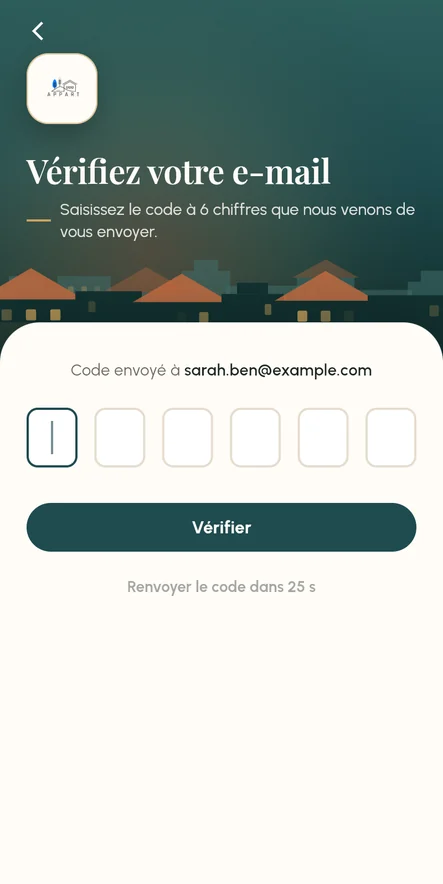 APPART
Vérifiez votre e-mail
Saisissez le code à 6 chiffres que nous venons de
vous envoyer.
Code envoyé à sarah.ben@example.com
Vérifier
Renvoyer le code dans 25 s